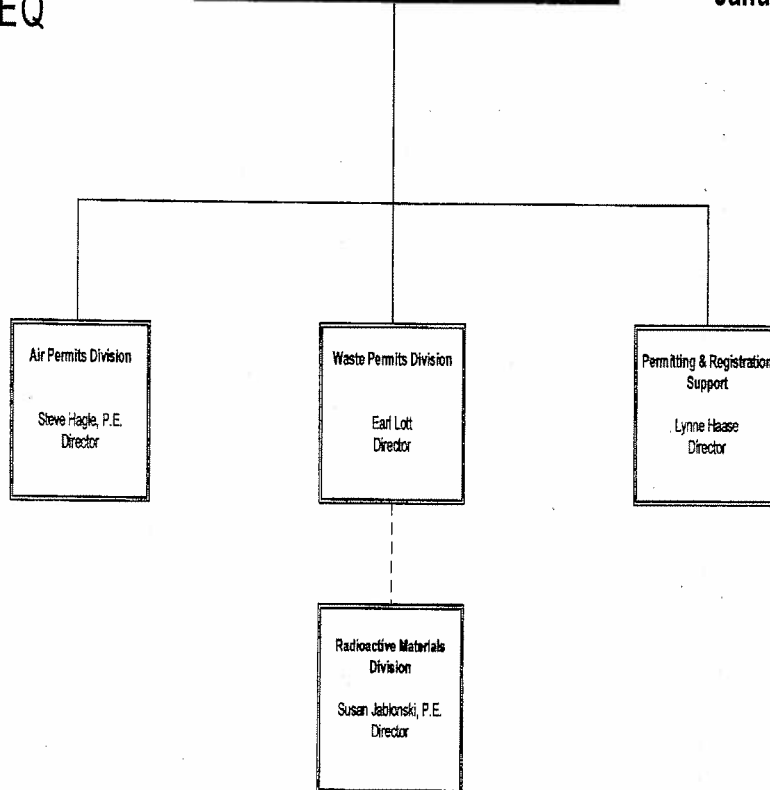 EQ
Air Permits Division
Steve Hagle, P.E.
Director
Waste Permits Division
Earl Lott
Director
Permitting & Registration
Support
Lynne Haase
Director
Radioactive Materials
Division
Susan Jablonski, P.E.
Director